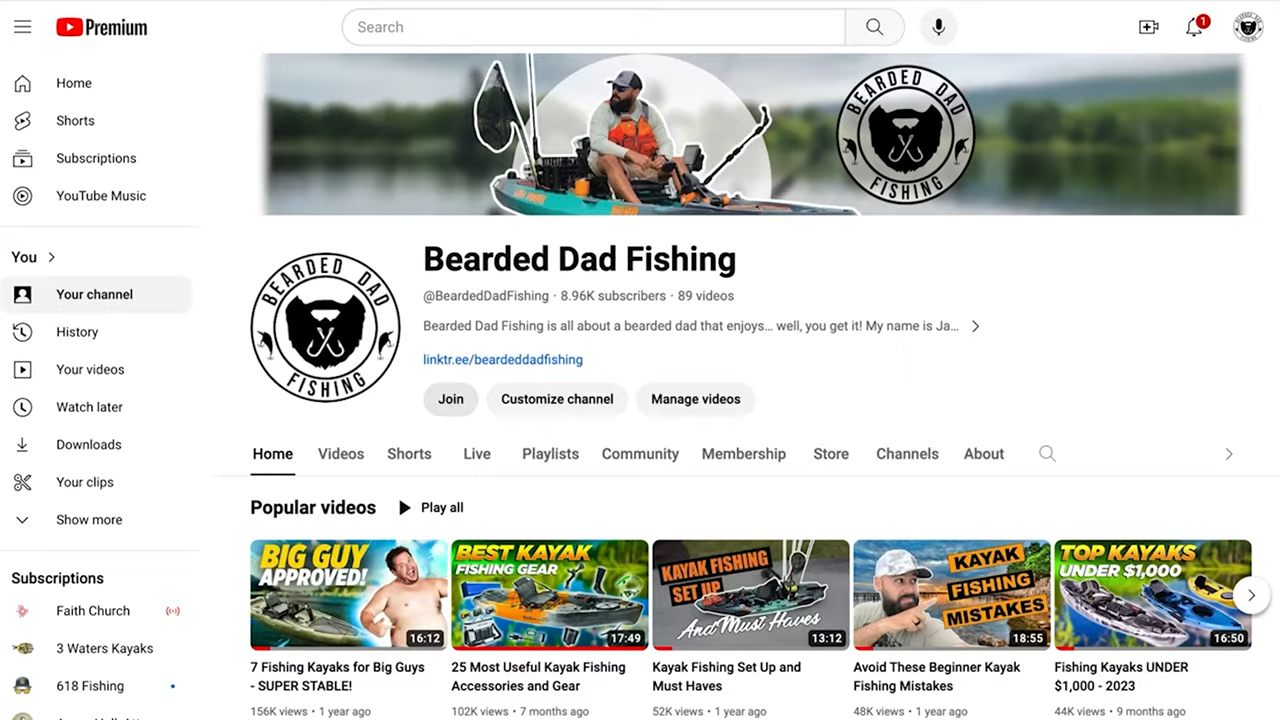 Premium
Search
1
Home
Shorts
Subscriptions
YouTube Music
You
Your channel
History
Your videos
Watch later
Downloads
Your clips
Show more
Subscriptions
Faith Church
3 Waters Kayaks
618 Fishing
BEARDED DAD
FISHING
BEARDED DAD
FISHING
Bearded Dad Fishing
@BeardedDadFishing · 8.96K subscribers · 89 videos
Bearded Dad Fishing is all about a bearded dad that enjoys... well, you get it! My name is Ja...
linktr.ee/beardeddadfishing
Join Customize channel Manage videos
Home Videos Shorts Live Playlists Community Membership Store Channels About
Popular videos Play all
BIG GUY
APPROVED!
16:12
7 Fishing Kayaks for Big Guys
- SUPER STABLE!
156K views • 1 year ago
BEST KAYAK
FISHING GEAR
17:49
25 Most Useful Kayak Fishing
Accessories and Gear
102K views • 7 months ago
KAYAK FISHING
SET UP
And Must Haves
13:12
Kayak Fishing Set Up and
Must Haves
52K views • 1 year ago
KAYAK
FISHING
MISTAKES
18:55
Avoid These Beginner Kayak
Fishing Mistakes
48K views • 1 year ago
TOP KAYAKS
UNDER $1,000
16:50
Fishing Kayaks UNDER
$1,000 - 2023
44K views • 9 months ago